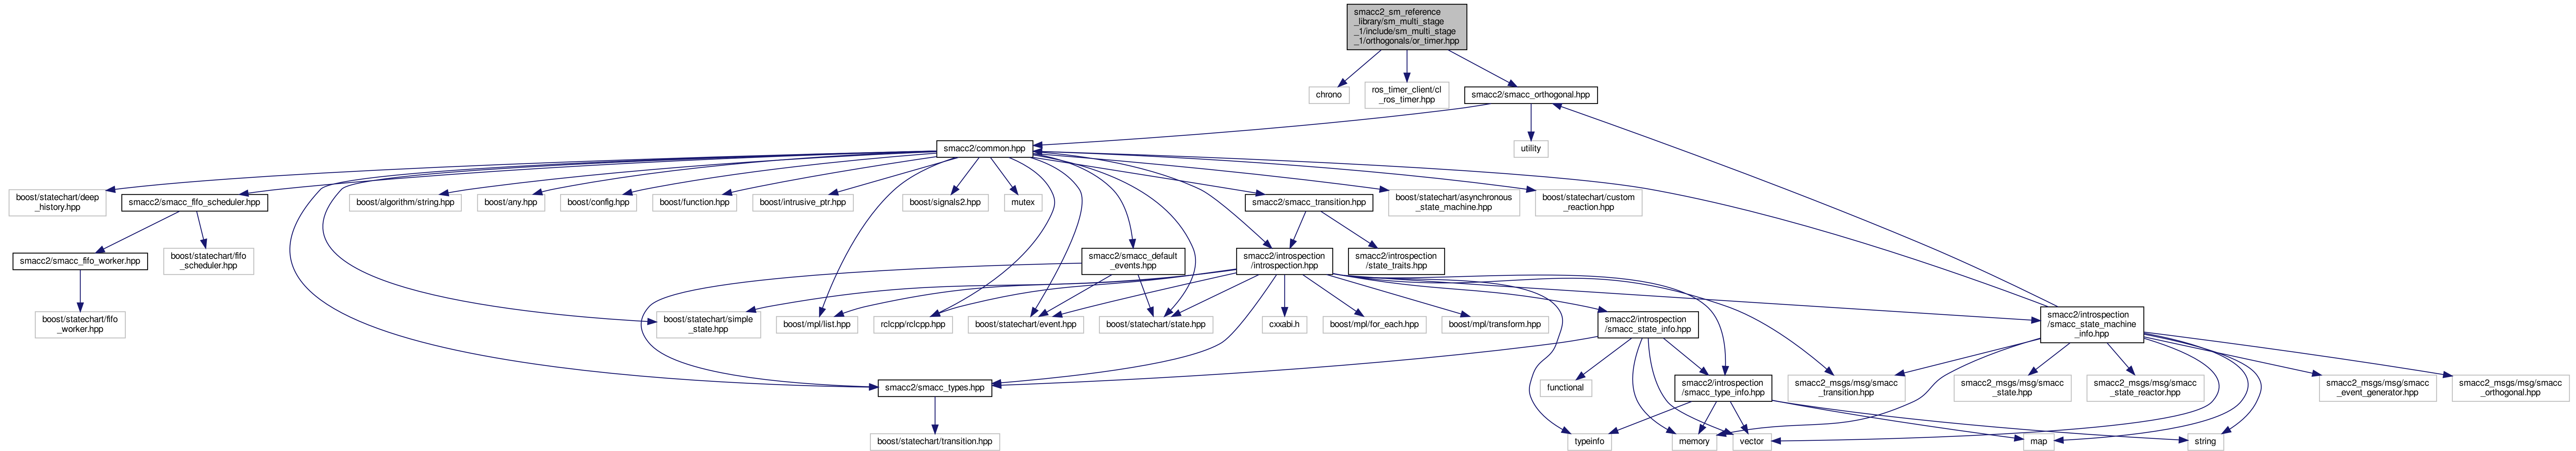 smacc2_sm_reference
_library/sm_multi_stage
_1/include/sm_multi_stage
_1/orthogonals/or_timer.hpp
chrono
ros_timer_client/cl
_ros_timer.hpp
smacc2/smacc_orthogonal.hpp
smacc2/common.hpp
utility
boost/statechart/deep
_history.hpp
smacc2/smacc_fifo_scheduler.hpp
boost/algorithm/string.hpp
boost/any.hpp
boost/config.hpp
boost/function.hpp
boost/intrusive_ptr.hpp
boost/signals2.hpp
mutex
smacc2/smacc_transition.hpp
boost/statechart/asynchronous
_state_machine.hpp
boost/statechart/custom
_reaction.hpp
smacc2/smacc_fifo_worker.hpp
boost/statechart/fifo
_scheduler.hpp
smacc2/smacc_default
_events.hpp
smacc2/introspection
/introspection.hpp
smacc2/introspection
/state_traits.hpp
boost/statechart/fifo
_worker.hpp
boost/statechart/simple
_state.hpp
boost/mpl/list.hpp
rclcpp/rclcpp.hpp
boost/statechart/event.hpp
boost/statechart/state.hpp
cxxabi.h
boost/mpl/for_each.hpp
boost/mpl/transform.hpp
smacc2/introspection
/smacc_state_info.hpp
smacc2/introspection
/smacc_state_machine
_info.hpp
smacc2/smacc_types.hpp
functional
smacc2/introspection
/smacc_type_info.hpp
smacc2_msgs/msg/smacc
_transition.hpp
smacc2_msgs/msg/smacc
_state.hpp
smacc2_msgs/msg/smacc
_state_reactor.hpp
smacc2_msgs/msg/smacc
_event_generator.hpp
smacc2_msgs/msg/smacc
_orthogonal.hpp
boost/statechart/transition.hpp
typeinfo
memory
vector
map
string